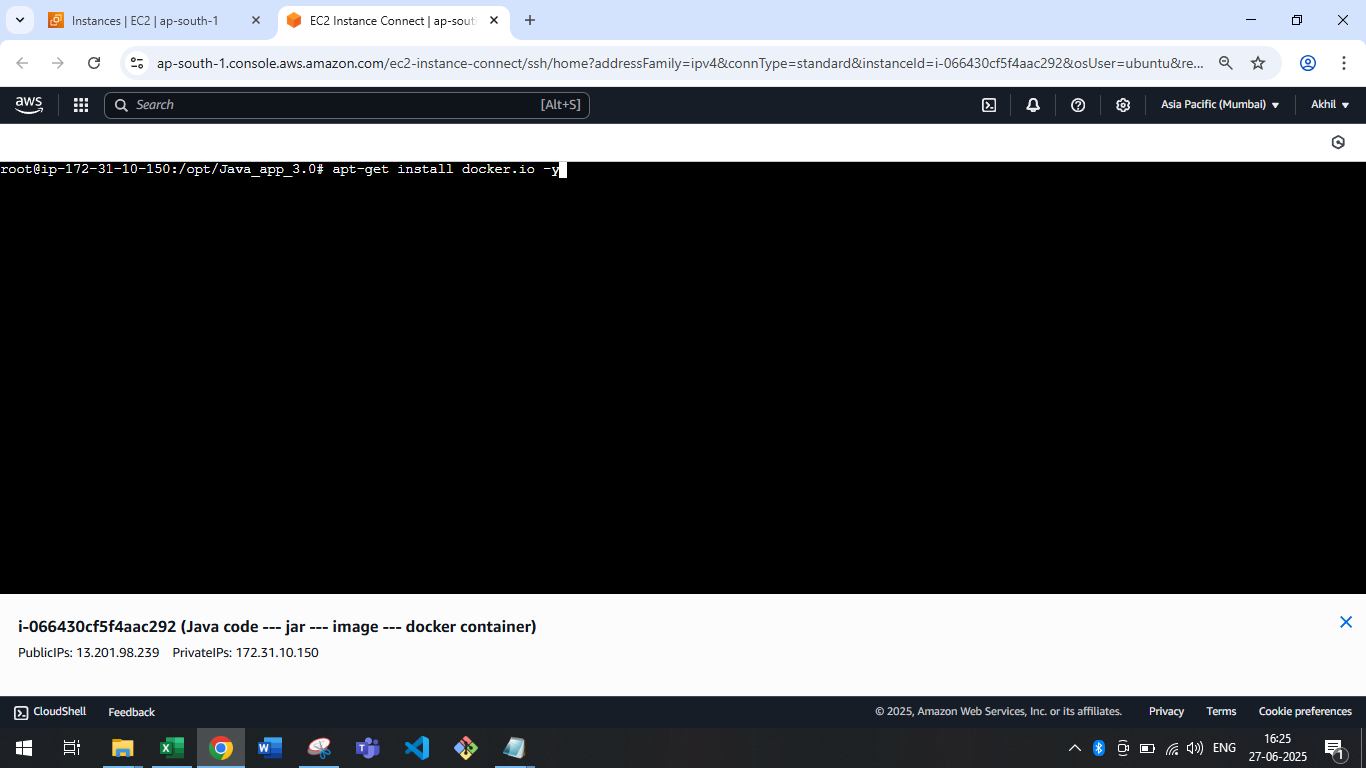 Instances | EC2 | ap-south-1
EC2 Instance Connect | ap-sout
ap-south-1.console.aws.amazon.com/ec2-instance-connect/ssh/home?addressFamily=ipv4&connType=standard&instanceId=i-066430cf5f4aac292&osUser=ubuntu&re...
aws
Search
[Alt+S]
Asia Pacific (Mumbai)
Akhil
root@ip-172-31-10-150:/opt/Java_app_3.0# apt-get install docker.io -y
i-066430cf5f4aac292 (Java code --- jar --- image --- docker container)
PublicIPs: 13.201.98.239 PrivateIPs: 172.31.10.150
CloudShell Feedback © 2025, Amazon Web Services, Inc. or its affiliates. Privacy Terms Cookie preferences
ENG
16:25
27-06-2025
1